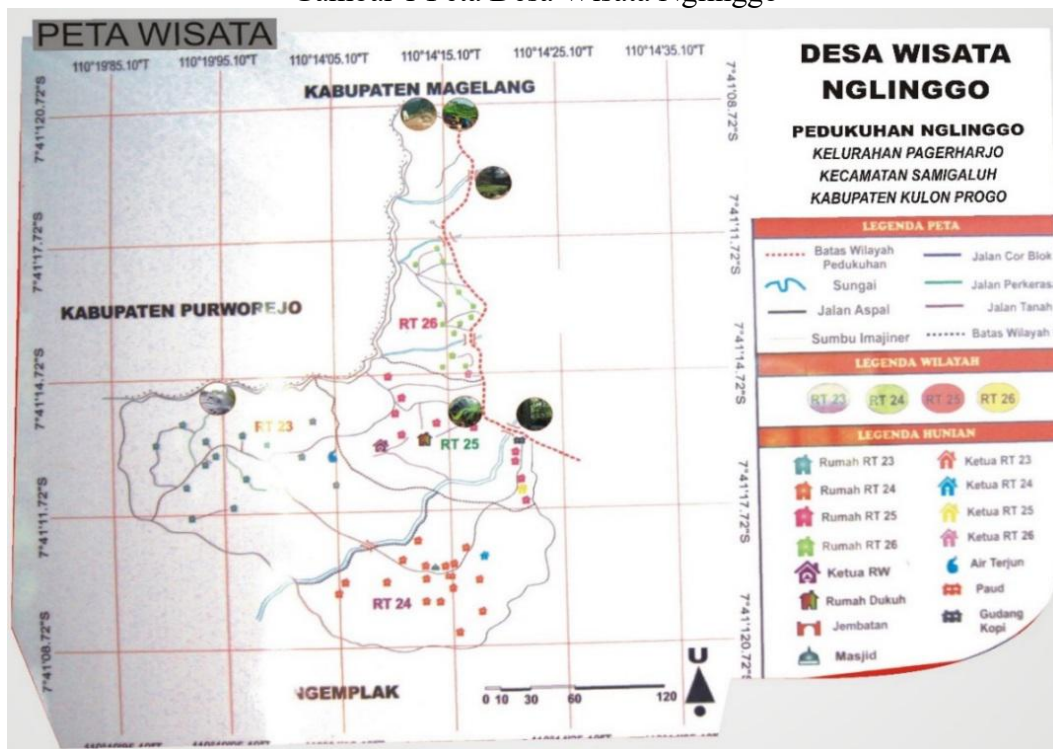 Gambar 1 Peta Desa Wisata Nglinggo
PETA WISATA
110°19'85.10"T 110°19'95.10"T 110°14'05.10"T 110°14'15.10"T 110°14'25.10"T 110°14'35.10"T
KABUPATEN MAGELANG
7°41'120.72"S
7°41'17.72"S
7°41'14.72"S
7°41'11.72"S
7°41'08.72"S
KABUPATEN PURWOREJO
RT 26
RT 23
RT 25
RT 24
NGEMPLAK
0 10 30 60 120
U
7°41'08.72"S
7°41'11.72"S
7°41'14.72"S
7°41'17.72"S
7°41'120.72"S
DESA WISATA
NGLINGGO
PEDUKUHAN NGLINGGO
KELURAHAN PAGERHARJO
KECAMATAN SAMIGALUH
KABUPATEN KULON PROGO
LEGENDA PETA
Batas Wilayah
Pedukuhan
Sungai
Jalan Aspal
Sumbu Imajiner
Jalan Cor Blok
Jalan Perkeras
Jalan Tanah
Batas Wilayah
LEGENDA WILAYAH
RT 23 RT 24 RT 25 RT 26
LEGENDA HUNIAN
Rumah RT 23
Rumah RT 24
Rumah RT 25
Rumah RT 26
Ketua RW
Rumah Dukuh
Jembatan
Masjid
Ketua RT 23
Ketua RT 24
Ketua RT 25
Ketua RT 26
Air Terjun
Paud
Gudang
Kopi